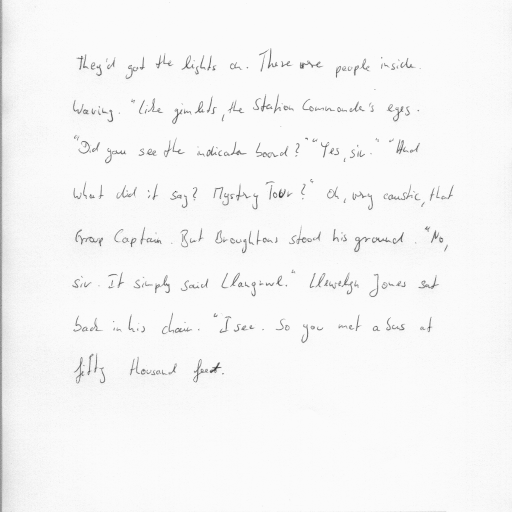 They'd got the lights on. There were people inside.
Waving. "Like gimlets, the Station Commander's eyes.
"Did you see the indicator board?" "Yes, sir." "And
what did it say? Mystery Tour?" Oh, very caustic, that
Group Captain. But Broughtons stood his ground. "No,
sir. It simply said Llangrwl." Llewelyn Jones sat
back in his chair. "I see. So you met a bus at
fifty thousand feet.